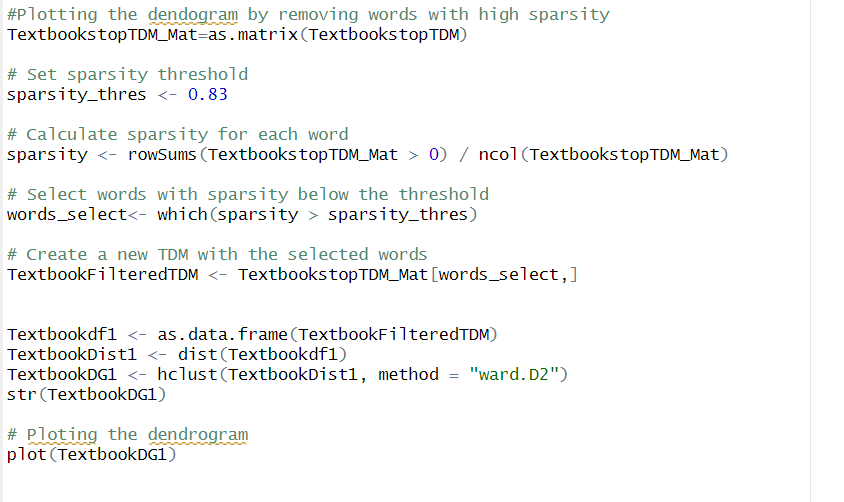 #Plotting the dendogram by removing words with high sparsity
TextbookstopTDM_Mat=as.matrix(TextbookstopTDM)
# Set sparsity threshold
sparsity_thres <- 0.83
# Calculate sparsity for each word
sparsity <- rowSums(TextbookstopTDM_Mat > 0) / ncol(TextbookstopTDM_Mat)
# Select words with sparsity below the threshold
words_select<- which(sparsity > sparsity_thres)
# Create a new TDM with the selected words
TextbookFilteredTDM <- TextbookstopTDM_Mat[words_select,]
Textbookdf1 <- as.data.frame(TextbookFilteredTDM)
TextbookDist1 <- dist(Textbookdf1)
TextbookDG1 <- hclust(TextbookDist1, method = "ward.D2")
str(TextbookDG1)
# Ploting the dendrogram
plot(TextbookDG1)